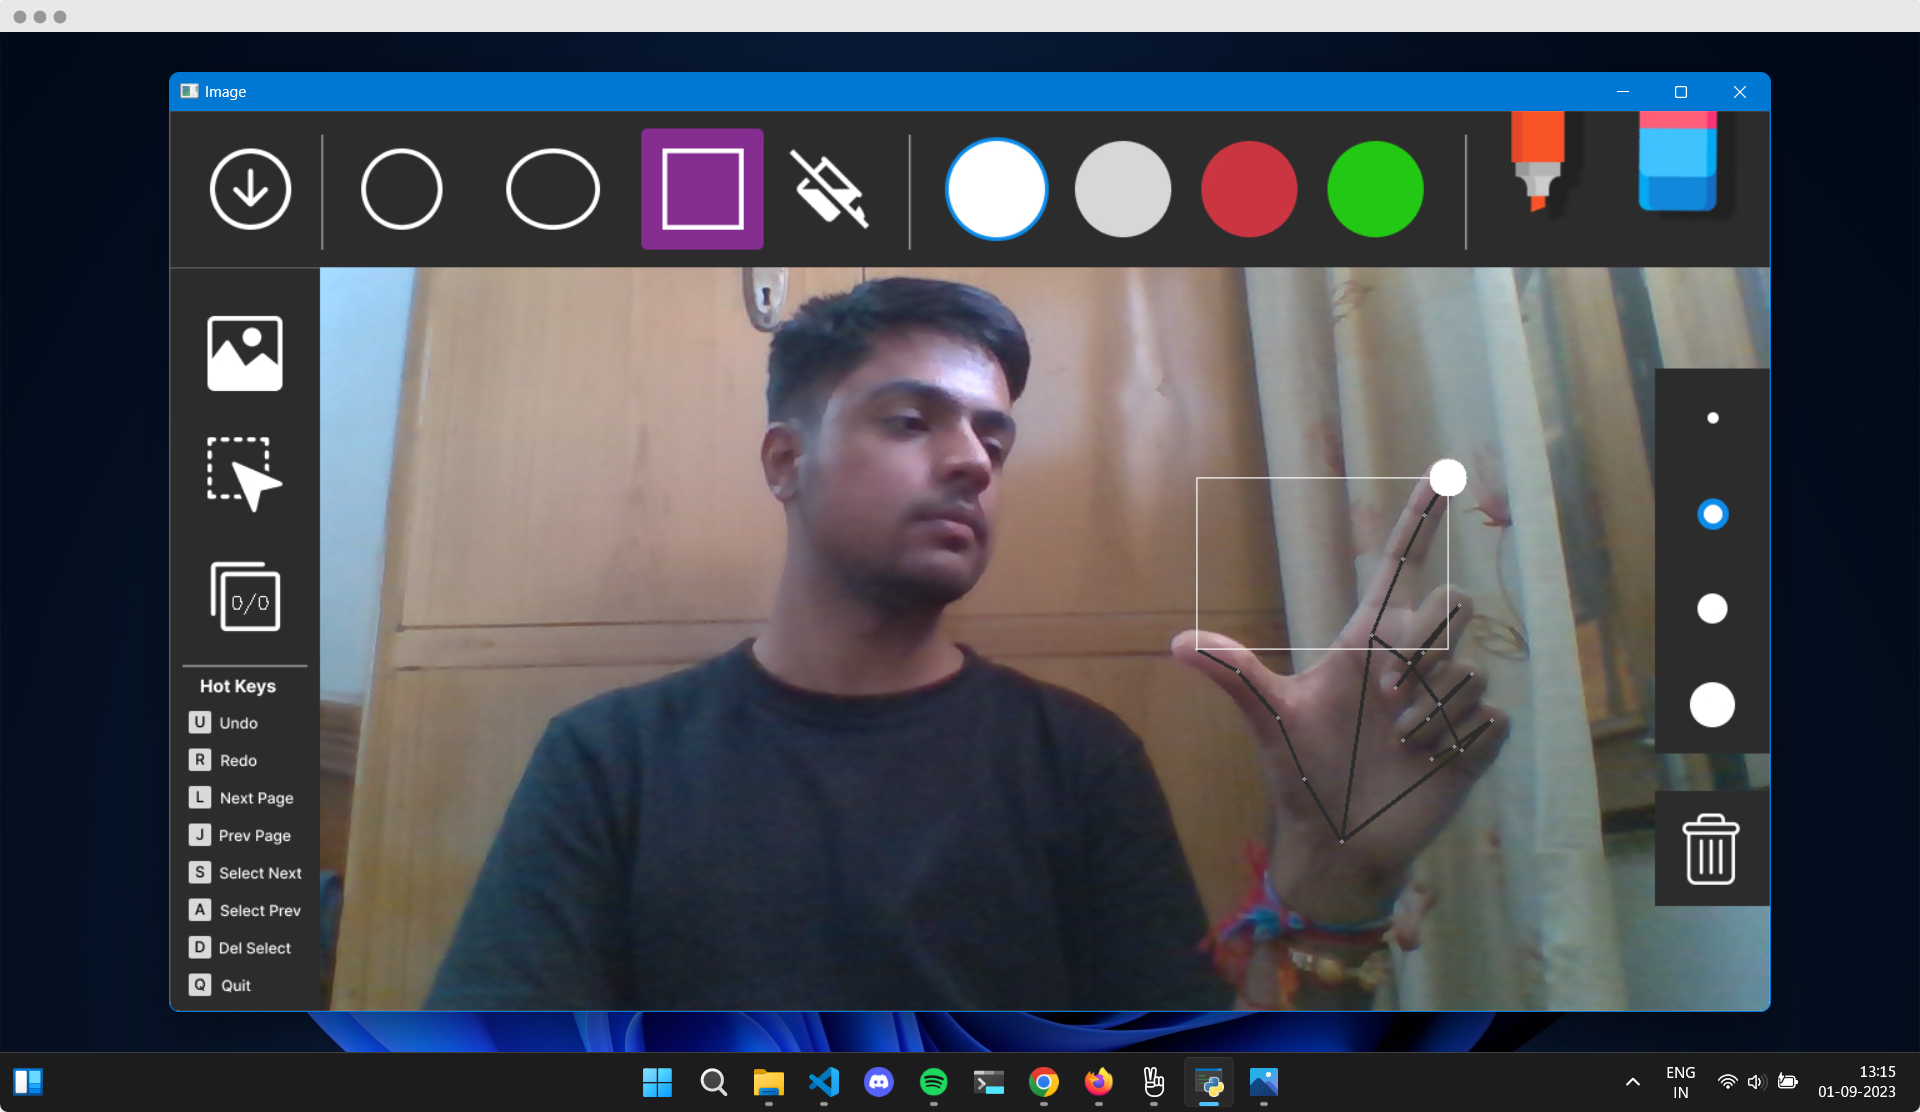 Image
0/0
Hot Keys
U Undo
R Redo
L Next Page
J Prev Page
S Select Next
A Select Prev
D Del Select
Q Quit
ENG
IN
13:15
01-09-2023